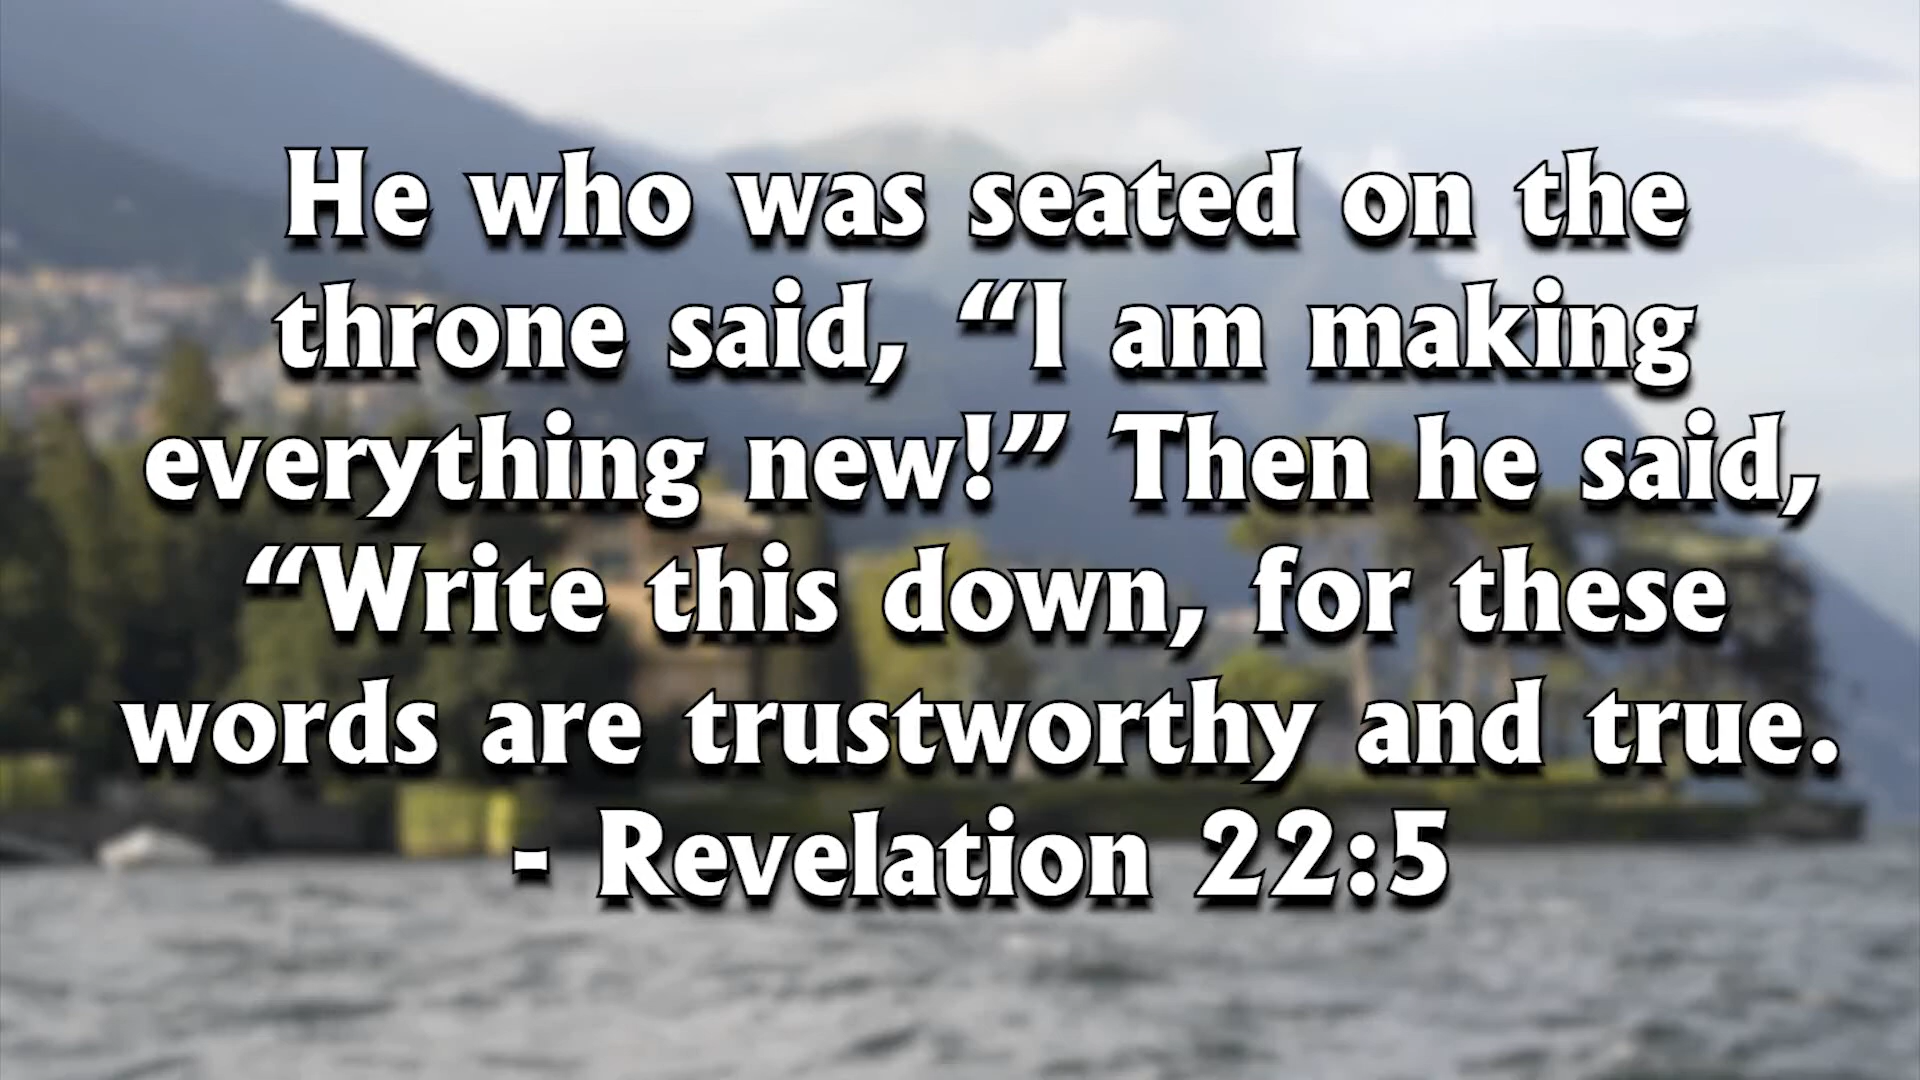 He who was seated on the
throne said, “I am making
everything new!” Then he said,
“Write this down, for these
words are trustworthy and true.
- Revelation 22:5